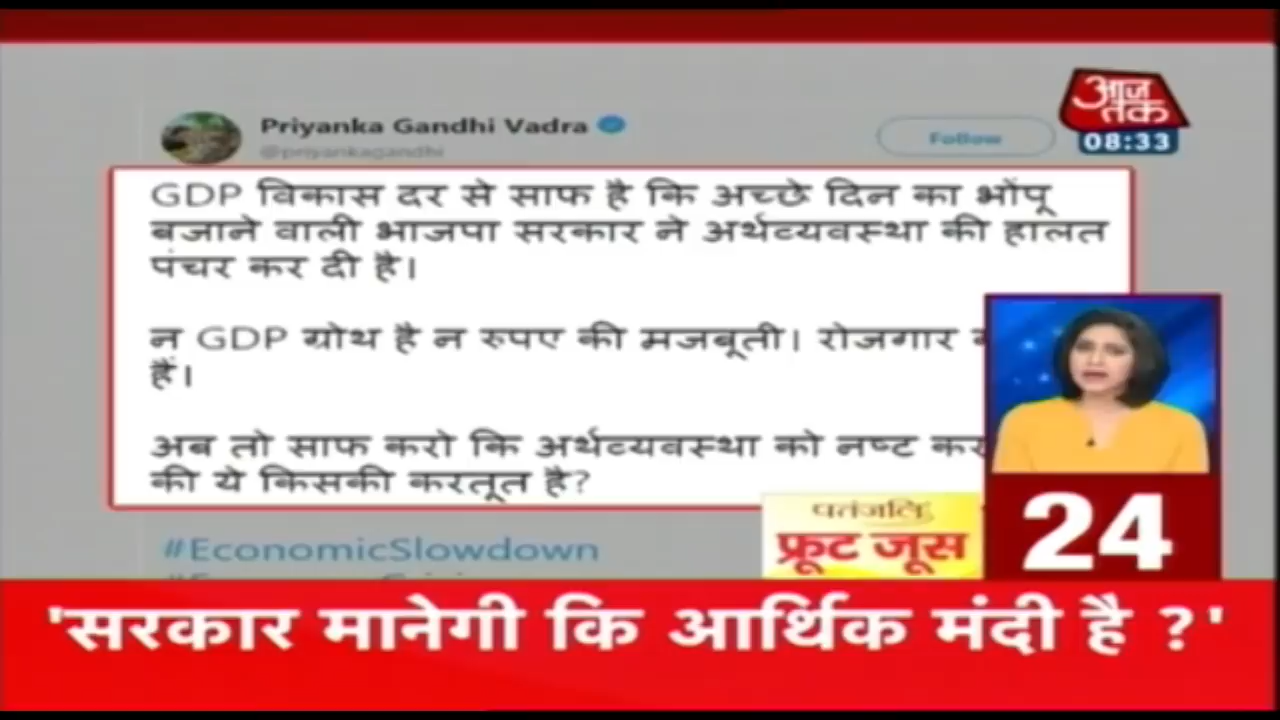 आज
तक
08:33
Priyanka Gandhi Vadra
@priyankagandhi
Follow
GDP विकास दर से साफ है कि अच्छे दिन का भोंपू
बजाने वाली भाजपा सरकार ने अर्थव्यवस्था की हालत
पंचर कर दी है।
न GDP ग्रोथ है न रुपए की मजबूती। रोजगार
हैं।
अब तो साफ करो कि अर्थव्यवस्था को नष्ट कर
की ये किसकी करतूत है?
#EconomicSlowdown
पतंजलि
फ्रूट जूस
24
'सरकार मानेगी कि आर्थिक मंदी है ?'